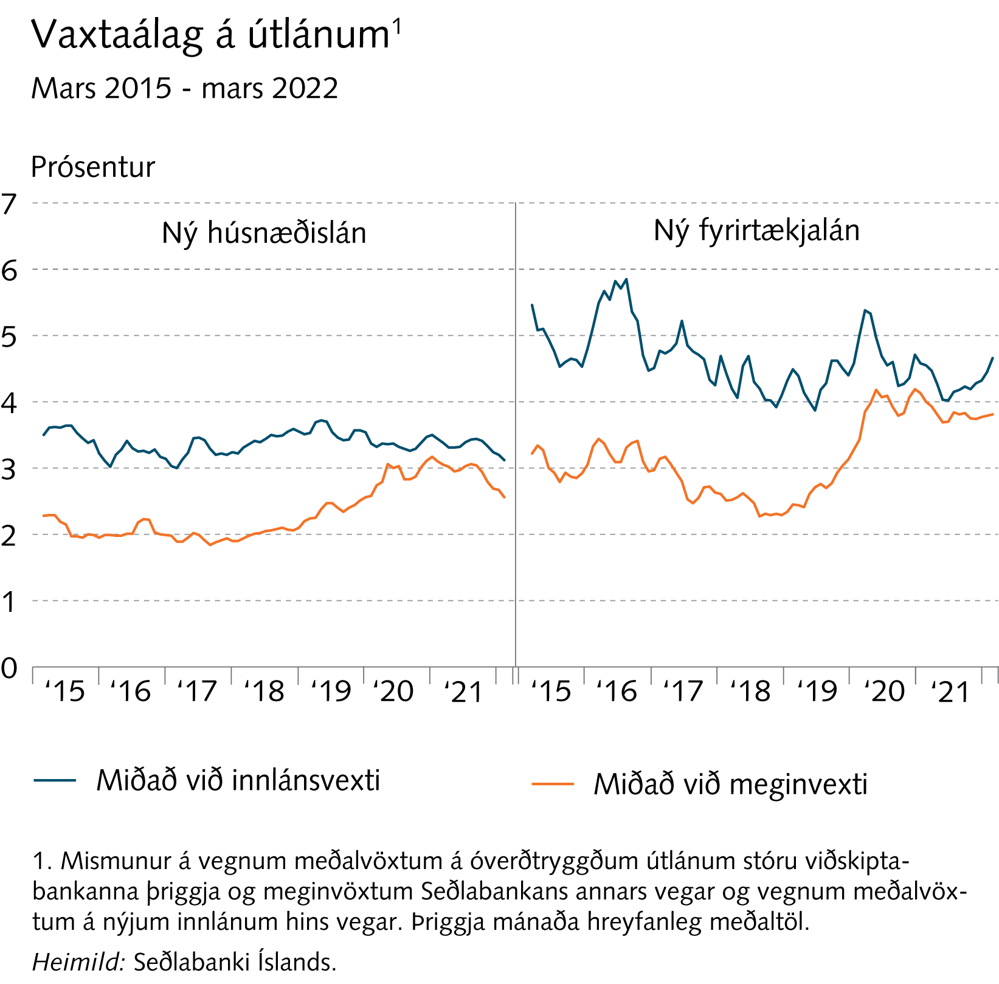 Vaxtaálag á útlánum1
Mars 2015 - mars 2022
Prósentur
7
Ný húsnæðislán
Ný fyrirtækjalán
6
5
4
3
2
1
0
‘15 ‘16 ‘17 ‘18 ‘19 ‘20 ‘21 ‘15 ‘16 ‘17 ‘18 ‘19 ‘20 ‘21
Miðað við innlánsvexti
Miðað við meginvexti
1. Mismunur á vegnum meðalvöxtum á óverðtryggðum útlánum stóru viðskipta-
bankanna þriggja og meginvöxtum Seðlabankans annars vegar og vegnum meðalvöx-
tum á nýjum innlánum hins vegar. Þriggja mánaða hreyfanleg meðaltöl.
Heimild: Seðlabanki Íslands.